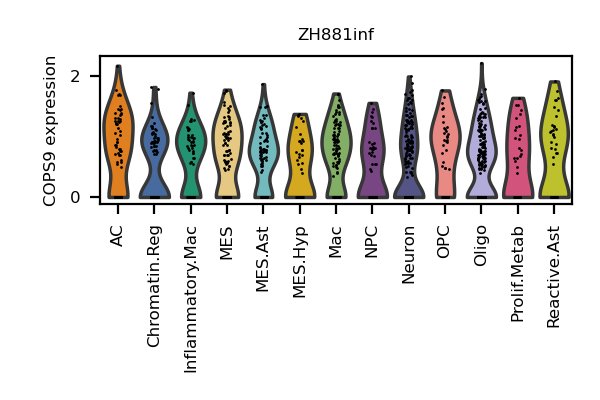 ZH881inf
COPS9 expression
2
0
AC
Chromatin.Reg
Inflammatory.Mac
MES
MES.Ast
MES.Hyp
Mac
NPC
Neuron
OPC
Oligo
Prolif.Metab
Reactive.Ast